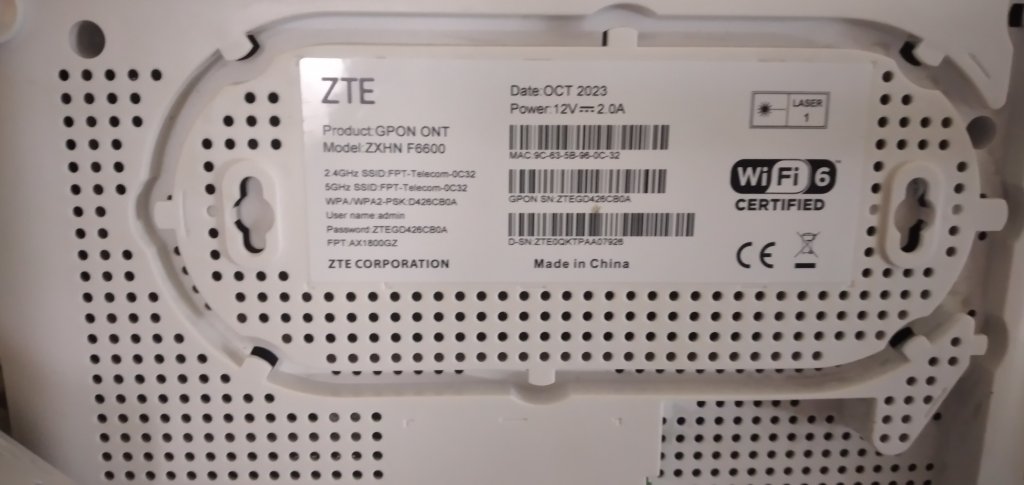 ZTE
Product:GPON ONT
Model:ZXHN F6600
2.4GHz SSID:FPT-Telecom-0C32
5GHz SSID:FPT-Telecom-0C32
WPA/WPA2-PSK:D426CB0A
User name:admin
Password:ZTEGD426CB0A
FPT:AX1800GZ
ZTE CORPORATION
Date:OCT 2023
Power:12V⎓2.0A
MAC:9C-63-5B-96-0C-32
GPON SN:ZTEGD426CB0A
D-SN:ZTE0QKTPAA07926
Made in China
LASER
1
Wi Fi 6™
CERTIFIED
CE